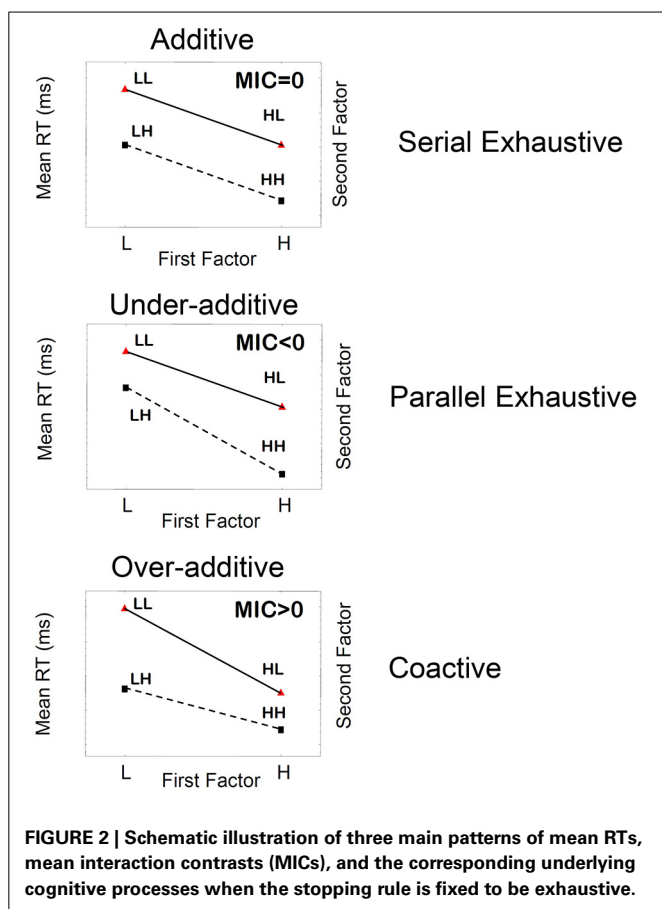 Additive
MIC=0
LL
HL
LH
HH
Mean RT (ms)
Second Factor
L
H
First Factor
Serial Exhaustive
Under-additive
MIC<0
LL
HL
LH
HH
Mean RT (ms)
Second Factor
L
H
First Factor
Parallel Exhaustive
Over-additive
MIC>0
LL
HL
LH
HH
Mean RT (ms)
Second Factor
L
H
First Factor
Coactive
FIGURE 2 | Schematic illustration of three main patterns of mean RTs,
mean interaction contrasts (MICs), and the corresponding underlying
cognitive processes when the stopping rule is fixed to be exhaustive.